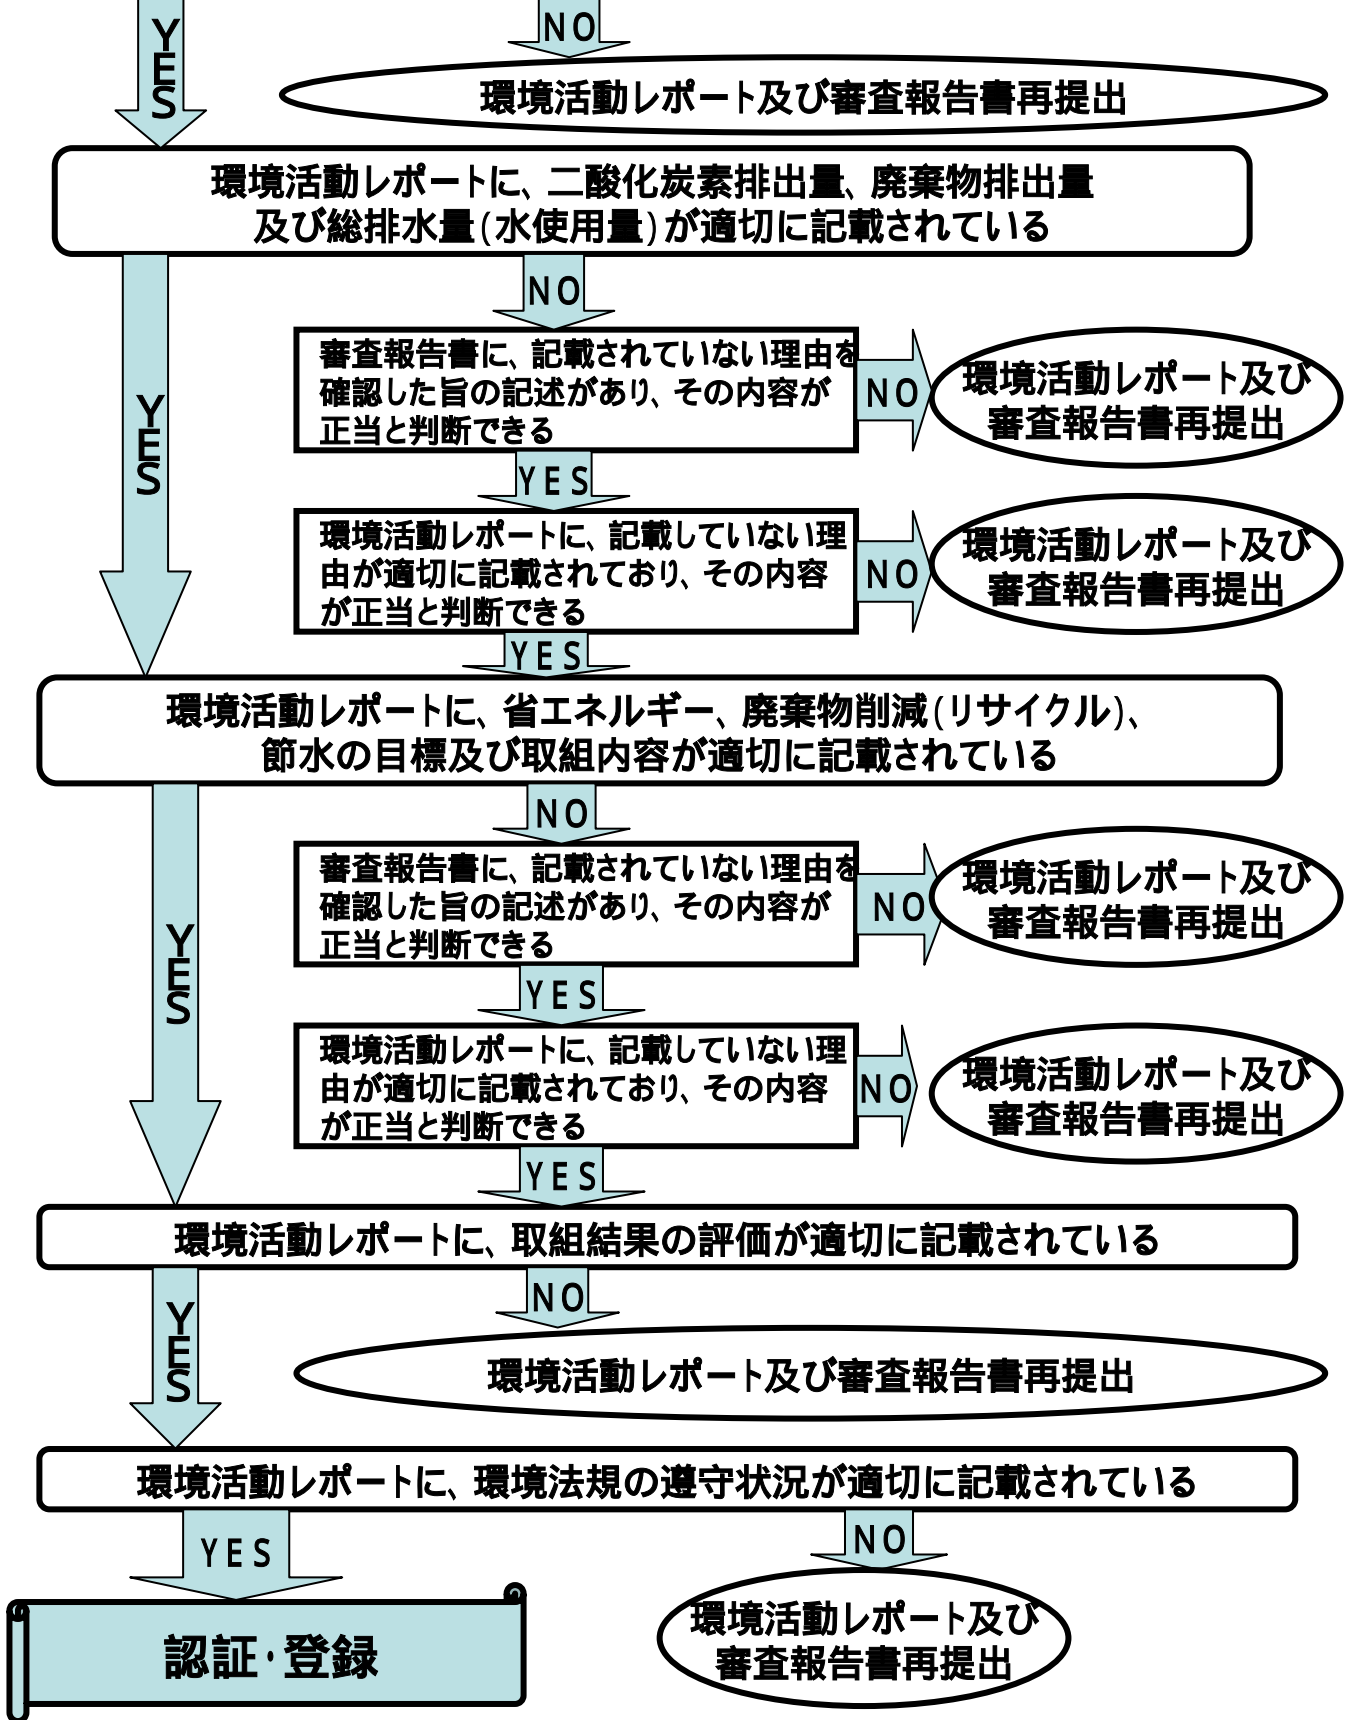 YES
NO
環境活動レポート及び審査報告書再提出
環境活動レポートに、二酸化炭素排出量、廃棄物排出量
及び総排水量(水使用量)が適切に記載されている
YES
NO
審査報告書に、記載されていない理由を
確認した旨の記述があり、その内容が
正当と判断できる
NO
環境活動レポート及び
審査報告書再提出
YES
環境活動レポートに、記載していない理
由が適切に記載されており、その内容
が正当と判断できる
NO
環境活動レポート及び
審査報告書再提出
YES
環境活動レポートに、省エネルギー、廃棄物削減(リサイクル)、
節水の目標及び取組内容が適切に記載されている
YES
NO
審査報告書に、記載されていない理由を
確認した旨の記述があり、その内容が
正当と判断できる
NO
環境活動レポート及び
審査報告書再提出
YES
環境活動レポートに、記載していない理
由が適切に記載されており、その内容
が正当と判断できる
NO
環境活動レポート及び
審査報告書再提出
YES
環境活動レポートに、取組結果の評価が適切に記載されている
YES
NO
環境活動レポート及び審査報告書再提出
環境活動レポートに、環境法規の遵守状況が適切に記載されている
YES
NO
認証・登録
環境活動レポート及び
審査報告書再提出